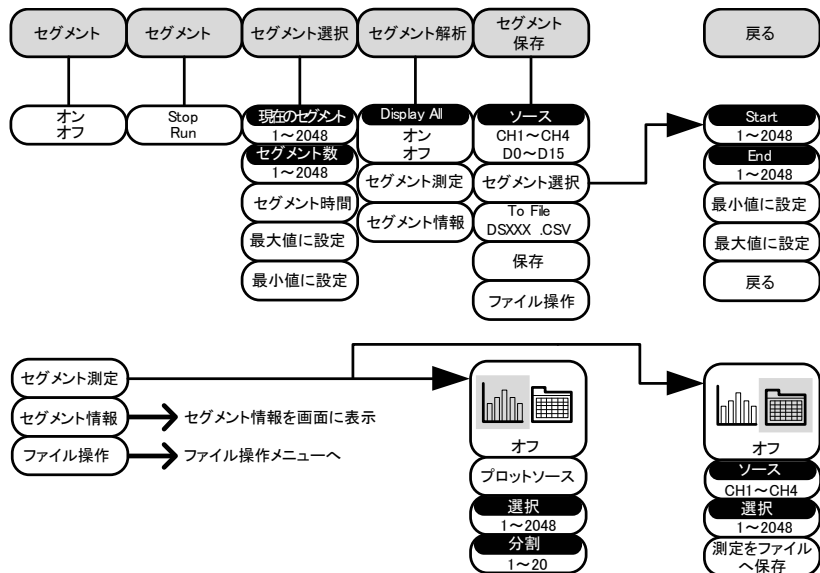 セグメント
セグメント
セグメント選択
セグメント解析
セグメント
保存
戻る
オン
オフ
Stop
Run
現在のセグメント
1～2048
セグメント数
1～2048
セグメント時間
最大値に設定
最小値に設定
Display All
オン
オフ
セグメント測定
セグメント情報
ソース
CH1～CH4
D0～D15
セグメント選択
To File
DSXXX .CSV
保存
ファイル操作
Start
1～2048
End
1～2048
最小値に設定
最大値に設定
戻る
セグメント測定
セグメント情報
セグメント情報を画面に表示
ファイル操作
ファイル操作メニューへ
オフ
プロットソース
選択
1～2048
分割
1～20
オフ
ソース
CH1～CH4
選択
1～2048
測定をファイル
へ保存